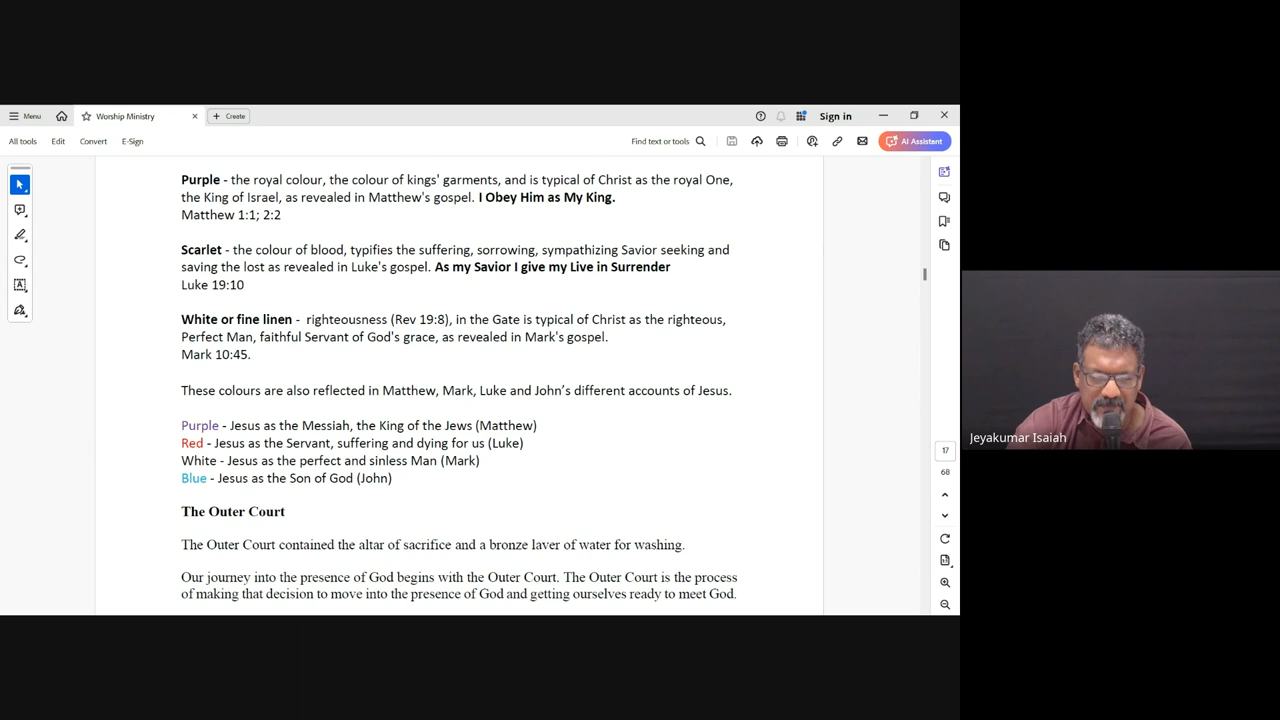 Menu
Worship Ministry
Create
Sign in
All tools
Edit
Convert
E-Sign
Find text or tools
AI Assistant
Purple - the royal colour, the colour of kings' garments, and is typical of Christ as the royal One,
the King of Israel, as revealed in Matthew's gospel. I Obey Him as My King.
Matthew 1:1; 2:2
Scarlet - the colour of blood, typifies the suffering, sorrowing, sympathizing Savior seeking and
saving the lost as revealed in Luke's gospel. As my Savior I give my Live in Surrender
Luke 19:10
White or fine linen - righteousness (Rev 19:8), in the Gate is typical of Christ as the righteous,
Perfect Man, faithful Servant of God's grace, as revealed in Mark's gospel.
Mark 10:45.
These colours are also reflected in Matthew, Mark, Luke and John’s different accounts of Jesus.
Purple - Jesus as the Messiah, the King of the Jews (Matthew)
Red - Jesus as the Servant, suffering and dying for us (Luke)
White - Jesus as the perfect and sinless Man (Mark)
Blue - Jesus as the Son of God (John)
The Outer Court
The Outer Court contained the altar of sacrifice and a bronze laver of water for washing.
Our journey into the presence of God begins with the Outer Court. The Outer Court is the process
of making that decision to move into the presence of God and getting ourselves ready to meet God.
17
68
Jeyakumar Isaiah